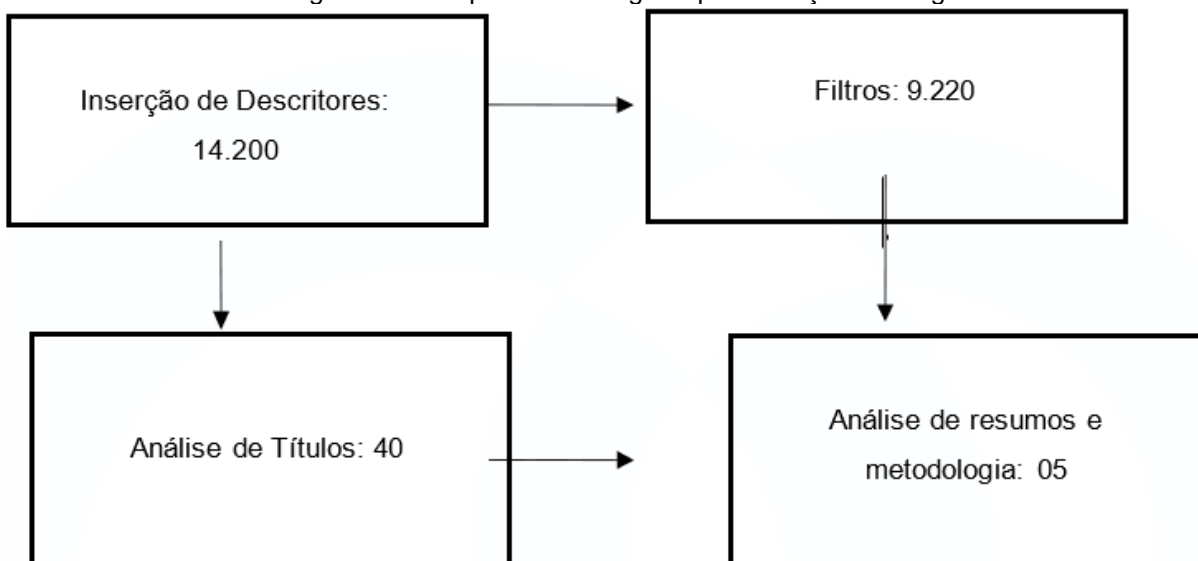 Inserção de Descritores:
14.200
Filtros: 9.220
Análise de Títulos: 40
Análise de resumos e
metodologia: 05